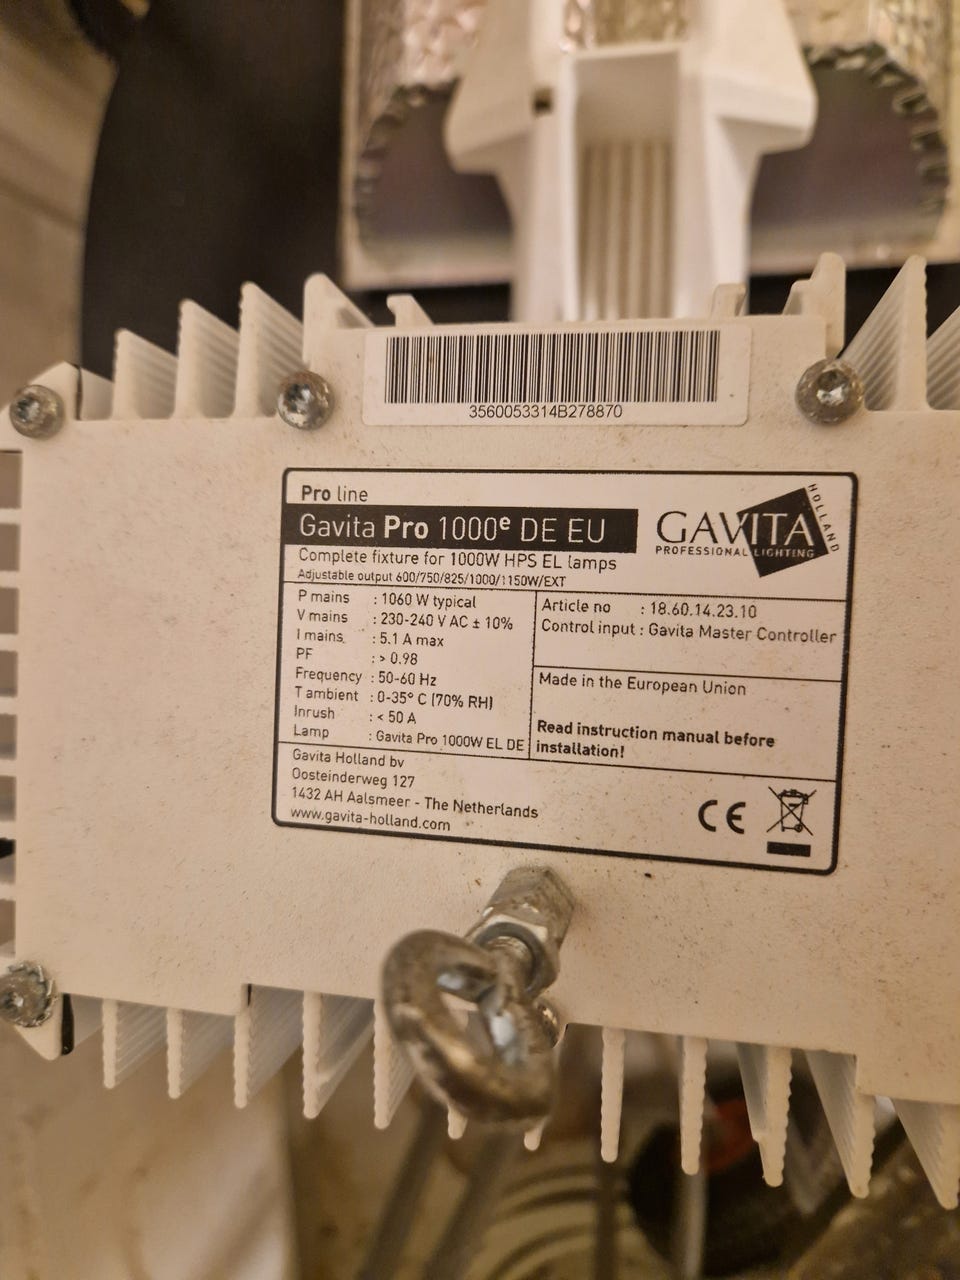 3560053314B278870
Pro line
Gavita Pro 1000e DE EU
Complete fixture for 1000W HPS EL lamps
Adjustable output 600/750/825/1000/1150W/EXT
GAVITA
HOLLAND
PROFESSIONAL LIGHTING
P mains : 1060 W typical
V mains : 230-240 V AC ± 10%
I mains : 5.1 A max
PF : > 0.98
Frequency : 50-60 Hz
T ambient : 0-35° C (70% RH)
Inrush : < 50 A
Lamp : Gavita Pro 1000W EL DE
Article no : 18.60.14.23.10
Control input : Gavita Master Controller
Made in the European Union
Read instruction manual before
installation!
Gavita Holland bv
Oosteinderweg 127
1432 AH Aalsmeer - The Netherlands
www.gavita-holland.com
CE